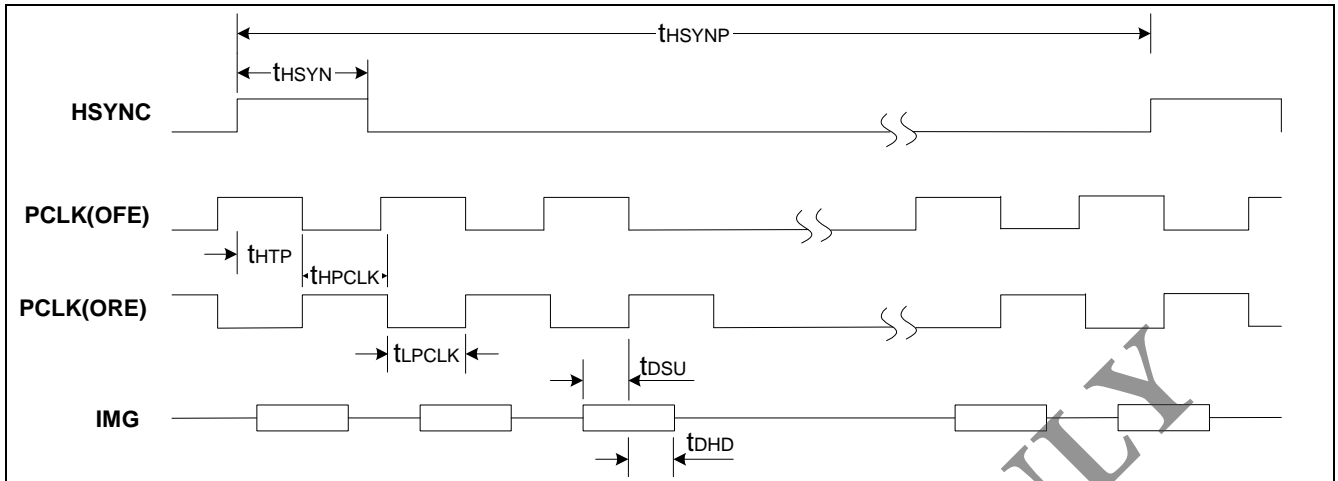 tHSYNP
tHSYN
HSYNC
PCLK(OFE)
tHTP
tHPCLK
PCLK(ORE)
tLPCLK
tDSU
IMG
tDHD